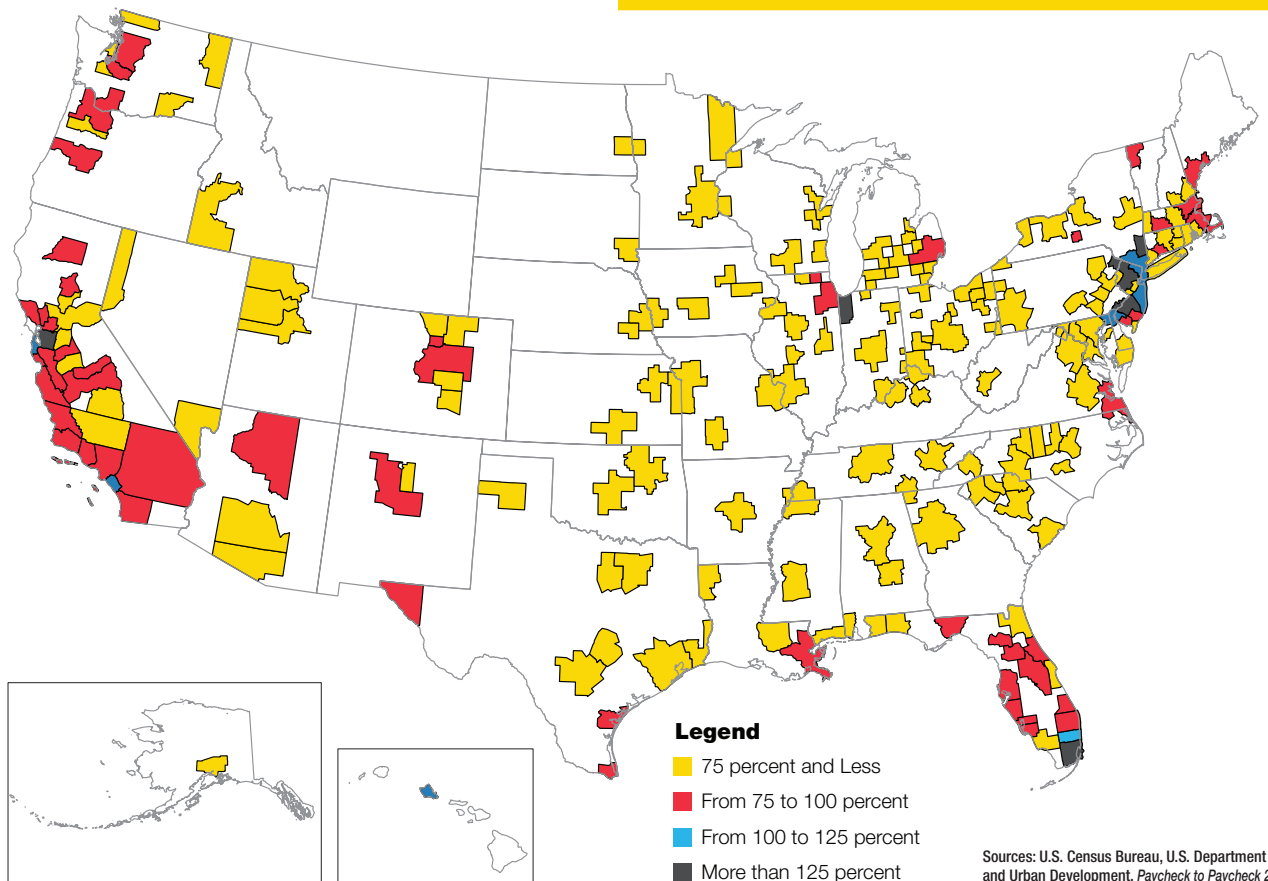 Legend
75 percent and Less
From 75 to 100 percent
From 100 to 125 percent
More than 125 percent
Sources: U.S. Census Bureau, U.S. Department
and Urban Development, Paycheck to Paycheck 2